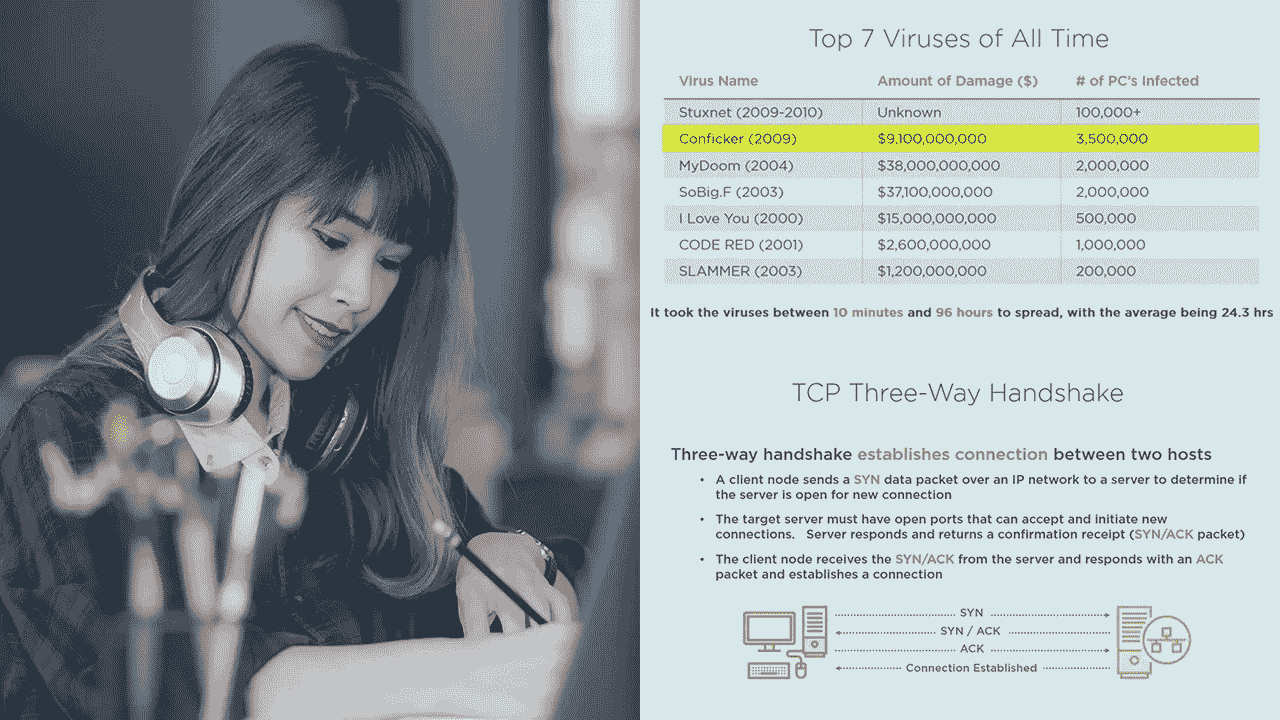 Top 7 Viruses of All Time
Virus Name Amount of Damage ($) # of PC's Infected
Stuxnet (2009-2010) Unknown 100,000+
Conficker (2009) $9,100,000,000 3,500,000
MyDoom (2004) $38,000,000,000 2,000,000
SoBig.F (2003) $37,100,000,000 2,000,000
I Love You (2000) $15,000,000,000 500,000
CODE RED (2001) $2,600,000,000 1,000,000
SLAMMER (2003) $1,200,000,000 200,000
It took the viruses between 10 minutes and 96 hours to spread, with the average being 24.3 hrs
TCP Three-Way Handshake
Three-way handshake establishes connection between two hosts
• A client node sends a SYN data packet over an IP network to a server to determine if
the server is open for new connection
• The target server must have open ports that can accept and initiate new
connections. Server responds and returns a confirmation receipt (SYN/ACK packet)
• The client node receives the SYN/ACK from the server and responds with an ACK
packet and establishes a connection
SYN
SYN / ACK
ACK
Connection Established